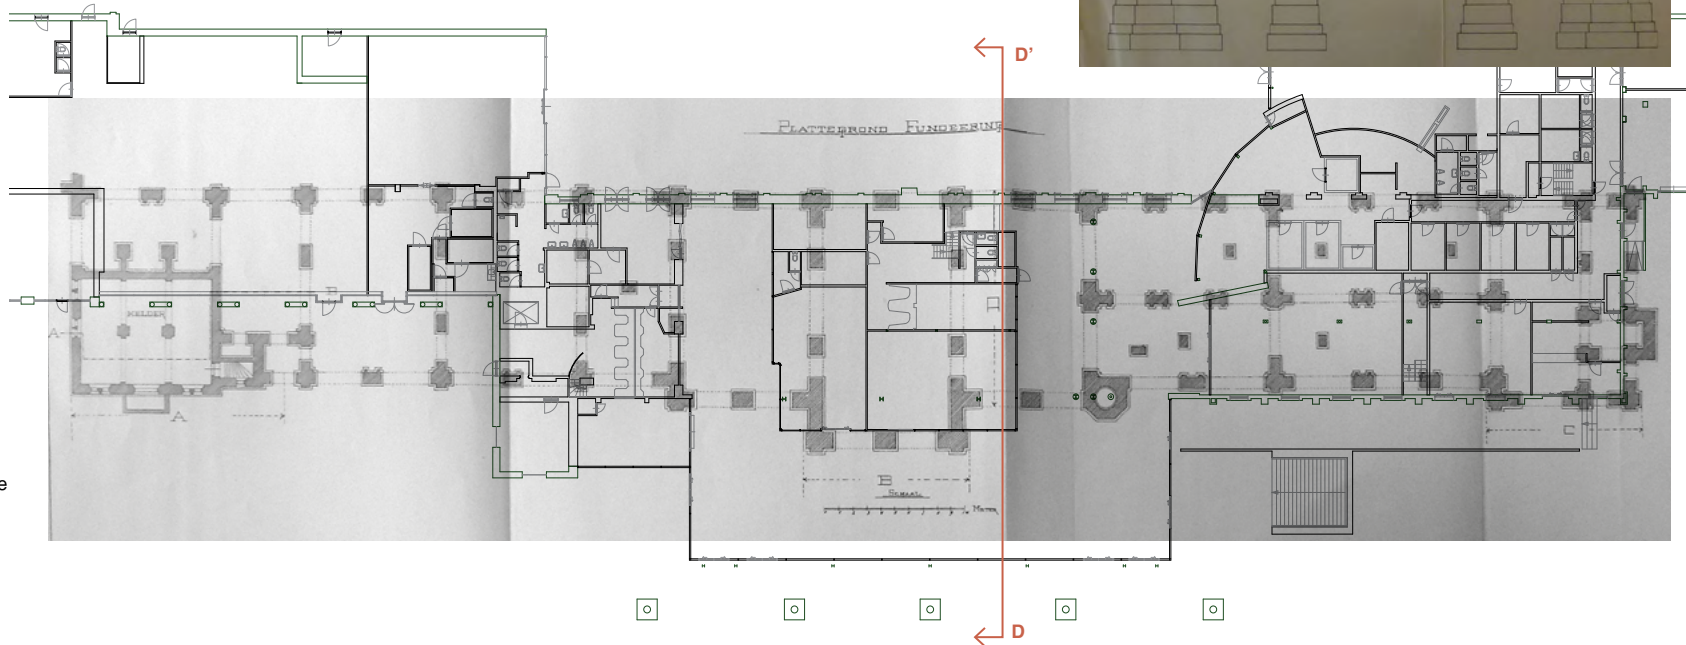 D'
PLATTEGROND FUNDEERING
KELDER
A
A
B
SCHAAL
METER
e
D